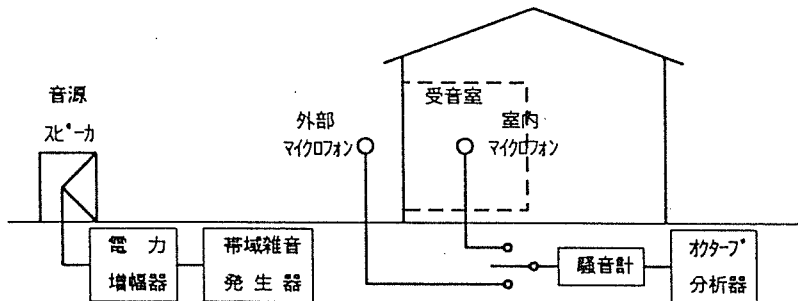 音源
スピーカ
外部
マイクロフォン
受音室
室内
マイクロフォン
電力
増幅器
帯域雑音
発生器
騒音計
オクターブ
分析器